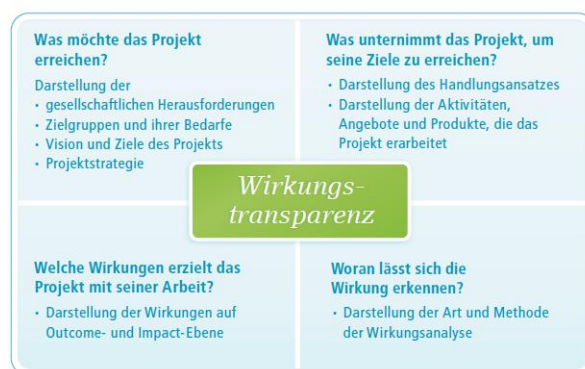 Was möchte das Projekt
erreichen?
Darstellung der
· gesellschaftlichen Herausforderungen
· Zielgruppen und ihrer Bedarfe
· Vision und Ziele des Projekts
· Projektstrategie
Was unternimmt das Projekt, um
seine Ziele zu erreichen?
· Darstellung des Handlungsansatzes
· Darstellung der Aktivitäten,
Angebote und Produkte, die das
Projekt erarbeitet
Wirkungs-
transparenz
Welche Wirkungen erzielt das
Projekt mit seiner Arbeit?
· Darstellung der Wirkungen auf
Outcome- und Impact-Ebene
Woran lässt sich die
Wirkung erkennen?
· Darstellung der Art und Methode
der Wirkungsanalyse